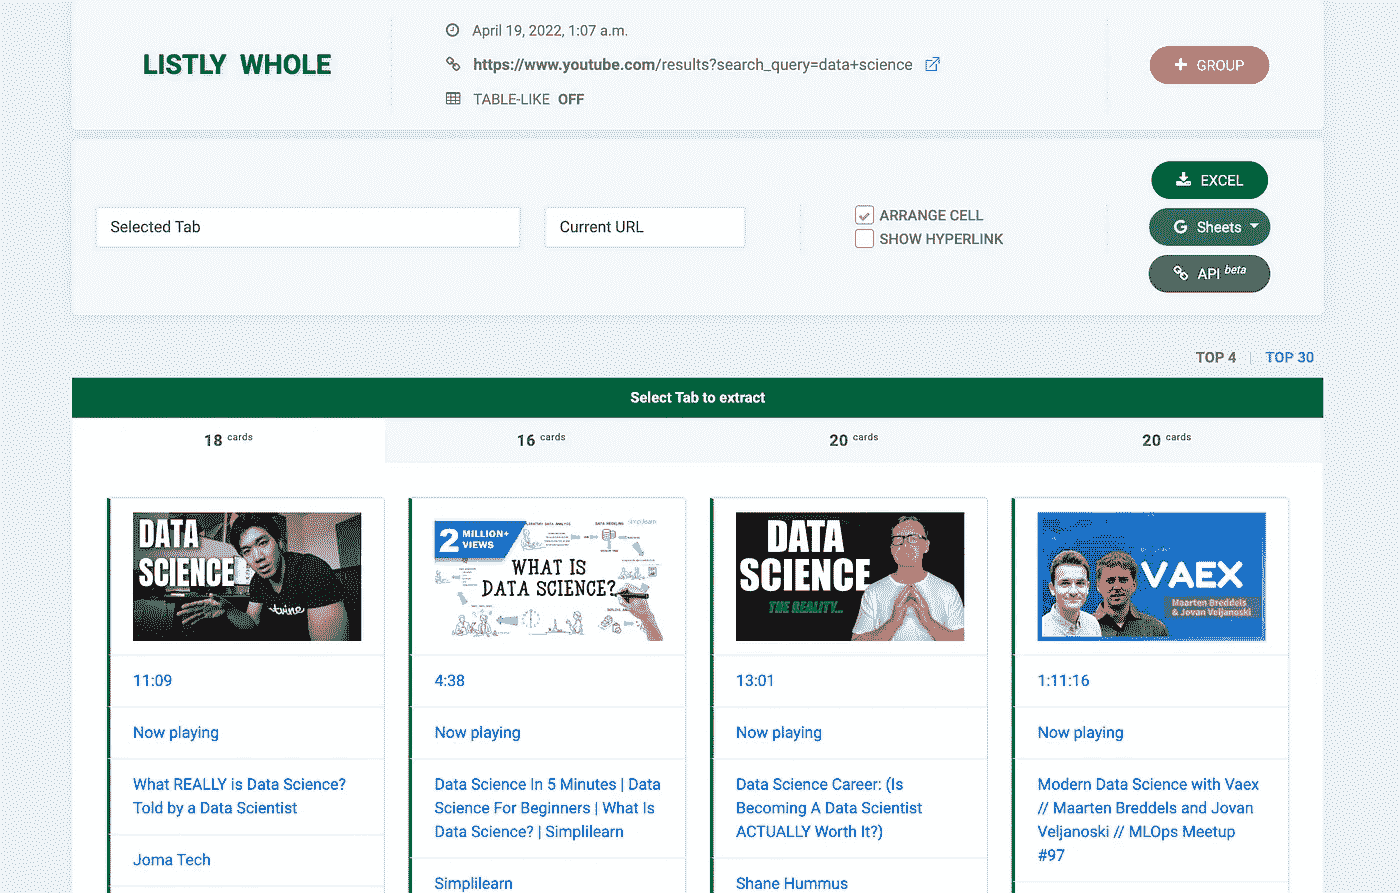 April 19, 2022, 1:07 a.m.
LISTLY WHOLE
https://www.youtube.com/results?search_query=data+science
GROUP
TABLE-LIKE OFF
EXCEL
Selected Tab
Current URL
ARRANGE CELL
SHOW HYPERLINK
G Sheets
API beta
TOP 4 | TOP 30
Select Tab to extract
18 cards
16 cards
20 cards
20 cards
DATA
SCIENCE
twine
2 MILLION+
VIEWS
DATA MODELING
simplilearn
WHAT IS
DATA SCIENCE?
DATA
SCIENCE
THE REALITY...
VAEX
Maarten Breddels
& Jovan Veljanoski
11:09
4:38
13:01
1:11:16
Now playing
Now playing
Now playing
Now playing
What REALLY is Data Science?
Told by a Data Scientist
Data Science In 5 Minutes | Data
Science For Beginners | What Is
Data Science? | Simplilearn
Data Science Career: (Is
Becoming A Data Scientist
ACTUALLY Worth It?)
Modern Data Science with Vaex
// Maarten Breddels and Jovan
Veljanoski // MLOps Meetup
#97
Joma Tech
Simplilearn
Shane Hummus